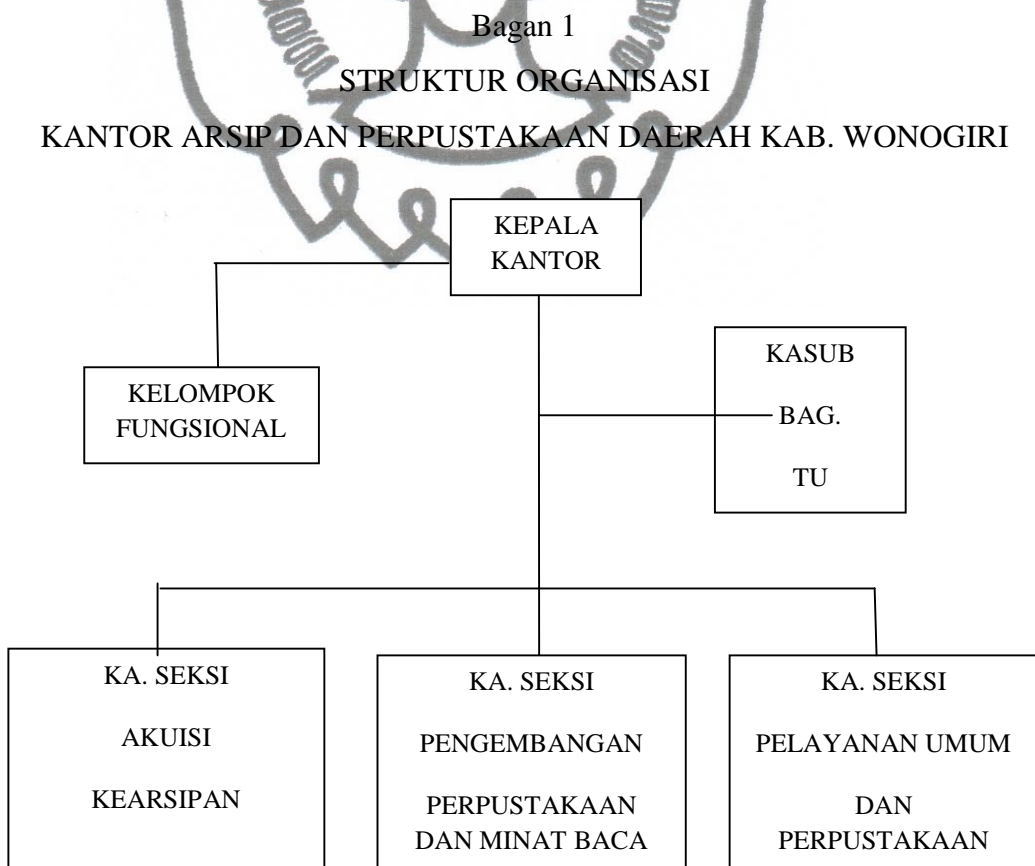 Bagan 1
STRUKTUR ORGANISASI
KANTOR ARSIP DAN PERPUSTAKAAN DAERAH KAB. WONOGIRI
KEPALA
KANTOR
KELOMPOK
FUNGSIONAL
KASUB
BAG.
TU
KA. SEKSI
AKUISI
KEARSIPAN
KA. SEKSI
PENGEMBANGAN
PERPUSTAKAAN
DAN MINAT BACA
KA. SEKSI
PELAYANAN UMUM
DAN
PERPUSTAKAAN